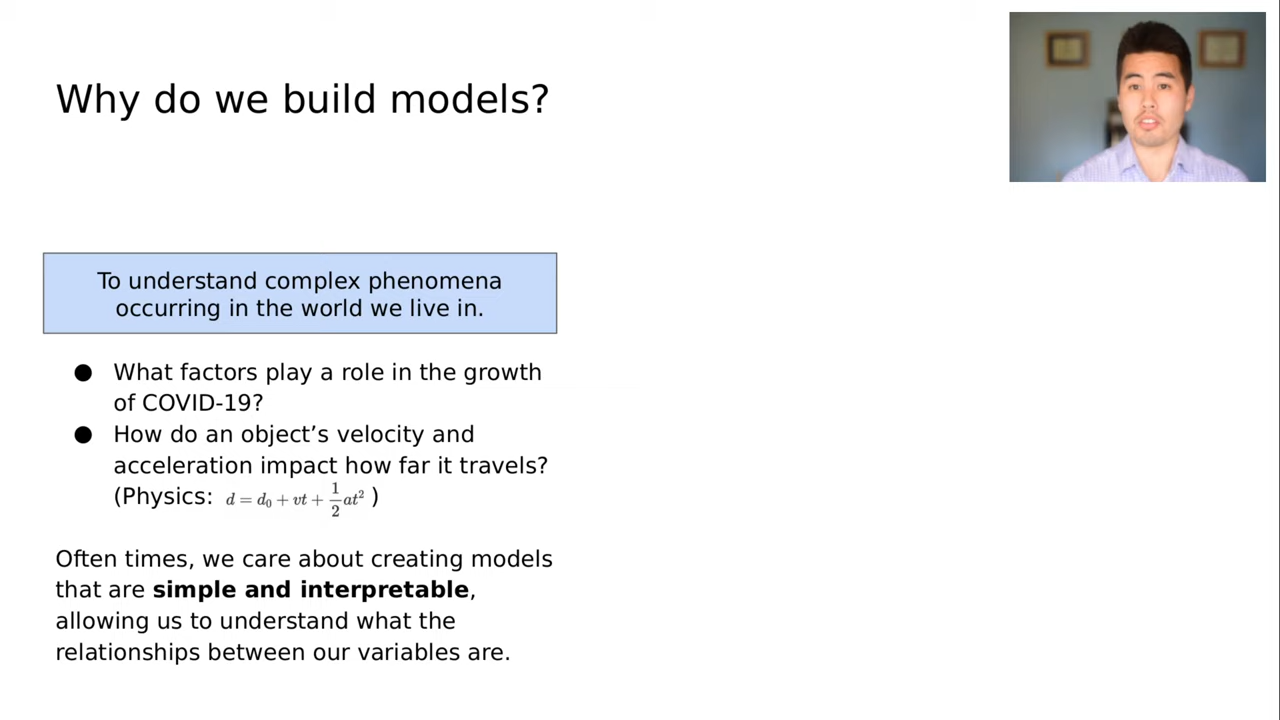 Why do we build models?
To understand complex phenomena
occurring in the world we live in.
● What factors play a role in the growth
of COVID-19?
● How do an object’s velocity and
acceleration impact how far it travels?
(Physics: d = d₀ + vt + 1/2 at² )
Often times, we care about creating models
that are simple and interpretable,
allowing us to understand what the
relationships between our variables are.